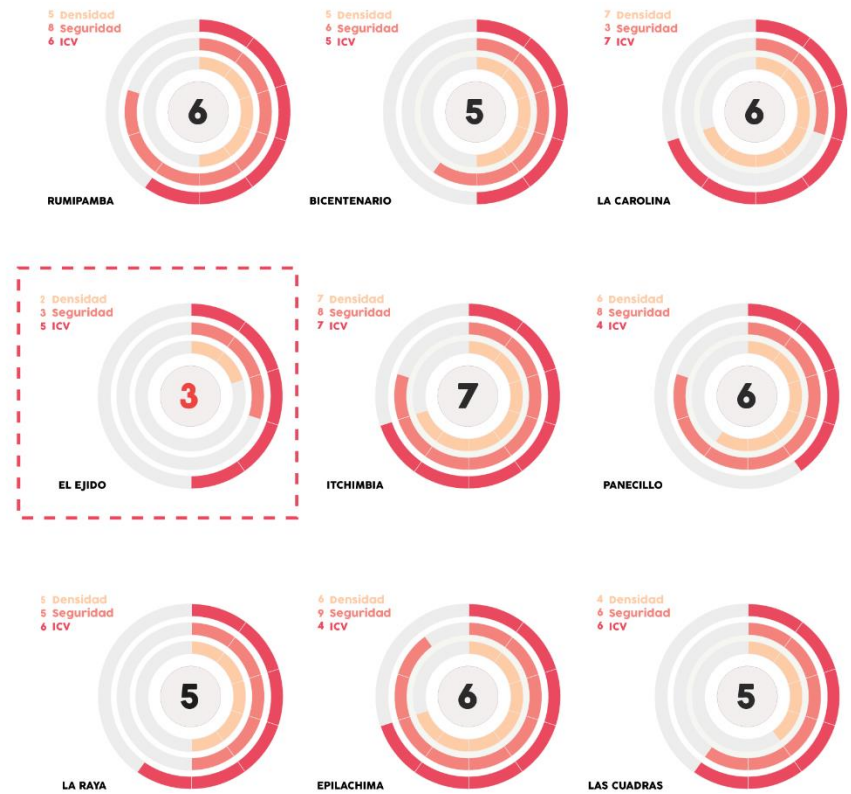 5 Densidad
8 Seguridad
6 ICV
6
RUMIPAMBA
5 Densidad
6 Seguridad
5 ICV
5
BICENTENARIO
7 Densidad
3 Seguridad
7 ICV
6
LA CAROLINA
2 Densidad
3 Seguridad
5 ICV
3
EL EJIDO
7 Densidad
8 Seguridad
7 ICV
7
ITCHIMBIA
6 Densidad
8 Seguridad
4 ICV
6
PANECILLO
5 Densidad
5 Seguridad
6 ICV
5
LA RAYA
6 Densidad
9 Seguridad
4 ICV
6
EPILACHIMA
4 Densidad
6 Seguridad
6 ICV
5
LAS CUADRAS